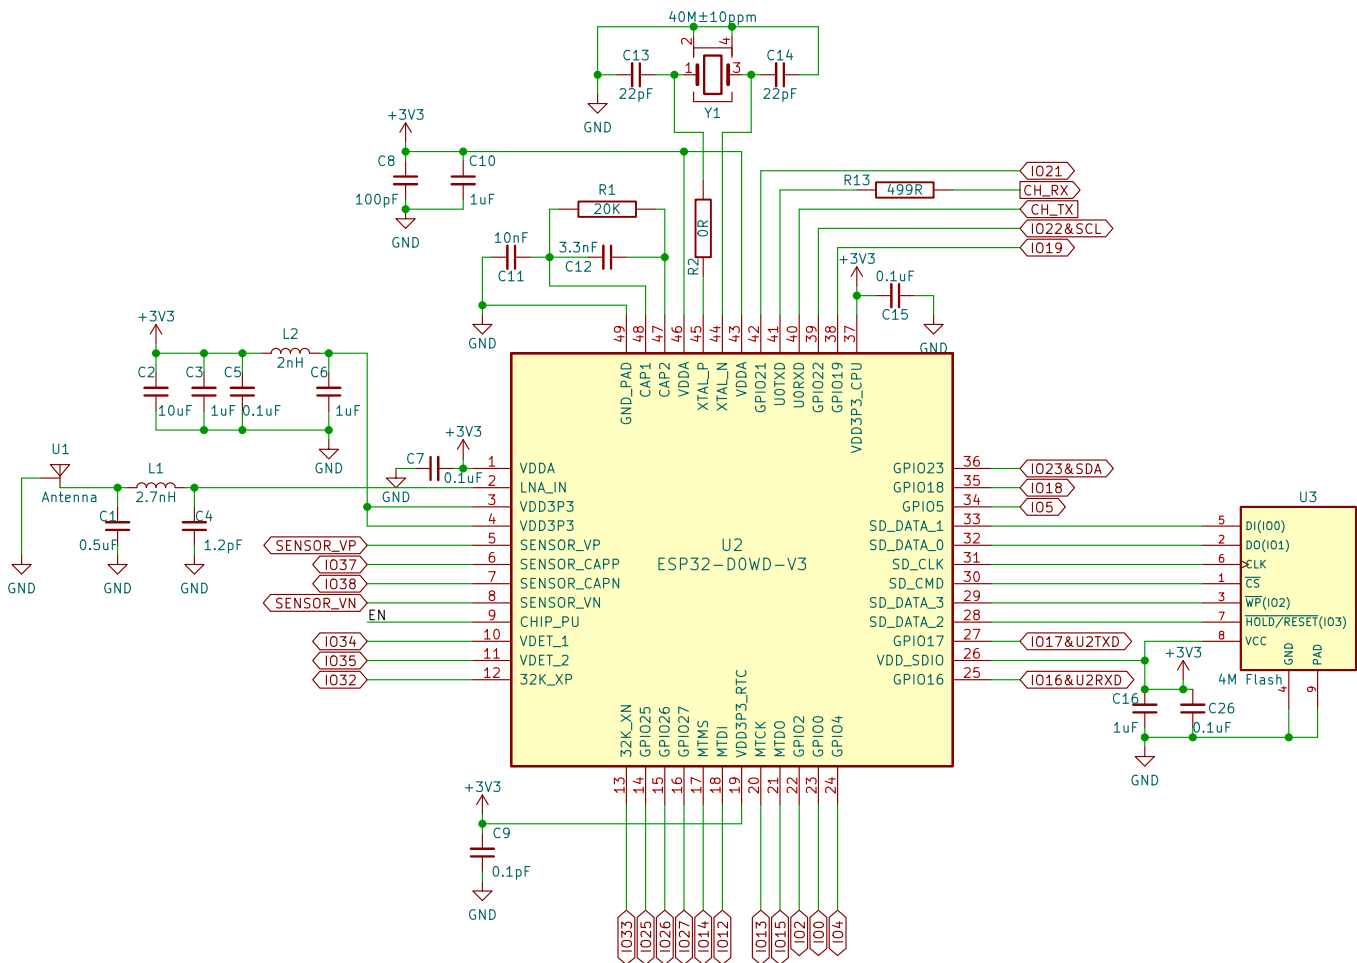 40M±10ppm
2
4
C13
C14
1
3
22pF
22pF
Y1
GND
+3V3
C8
C10
100pF
1uF
GND
R1
20K
10nF
3.3nF
C12
C11
GND
0R
R2
IO21
R13
499R
CH_RX
CH_TX
IO22&SCL
IO19
+3V3
0.1uF
C15
GND
+3V3
L2
2nH
C2
C3
C5
C6
10uF
1uF
0.1uF
1uF
GND
+3V3
C7
0.1uF
GND
U1
Antenna
L1
2.7nH
C1
0.5uF
C4
1.2pF
GND
GND
GND
49
48
47
46
45
44
43
42
41
40
39
38
37
GND_PAD
CAP1
CAP2
VDDA
XTAL_P
XTAL_N
VDDA
GPIO21
U0TXD
U0RXD
GPIO22
GPIO19
VDD3P3_CPU
1 VDDA
2 LNA_IN
3 VDD3P3
4 VDD3P3
SENSOR_VP 5 SENSOR_VP
IO37 6 SENSOR_CAPP
IO38 7 SENSOR_CAPN
SENSOR_VN 8 SENSOR_VN
EN 9 CHIP_PU
IO34 10 VDET_1
IO35 11 VDET_2
IO32 12 32K_XP
U2
ESP32-D0WD-V3
GPIO23 36 IO23&SDA
GPIO18 35 IO18
GPIO5 34 IO5
SD_DATA_1 33
SD_DATA_0 32
SD_CLK 31
SD_CMD 30
SD_DATA_3 29
SD_DATA_2 28
GPIO17 27 IO17&U2TXD
VDD_SDIO 26
GPIO16 25 IO16&U2RXD
32K_XN
GPIO25
GPIO26
GPIO27
MTMS
MTDI
VDD3P3_RTC
MTCK
MTDO
GPIO2
GPIO0
GPIO4
13
14
15
16
17
18
19
20
21
22
23
24
IO33
IO25
IO26
IO27
IO14
IO12
IO13
IO15
IO2
IO0
IO4
+3V3
C9
0.1pF
GND
U3
5 DI(IO0)
2 DO(IO1)
6 CLK
1 CS
3 WP(IO2)
7 HOLD/RESET(IO3)
8 VCC
GND
PAD
4
9
4M Flash
+3V3
C16
1uF
C26
0.1uF
GND